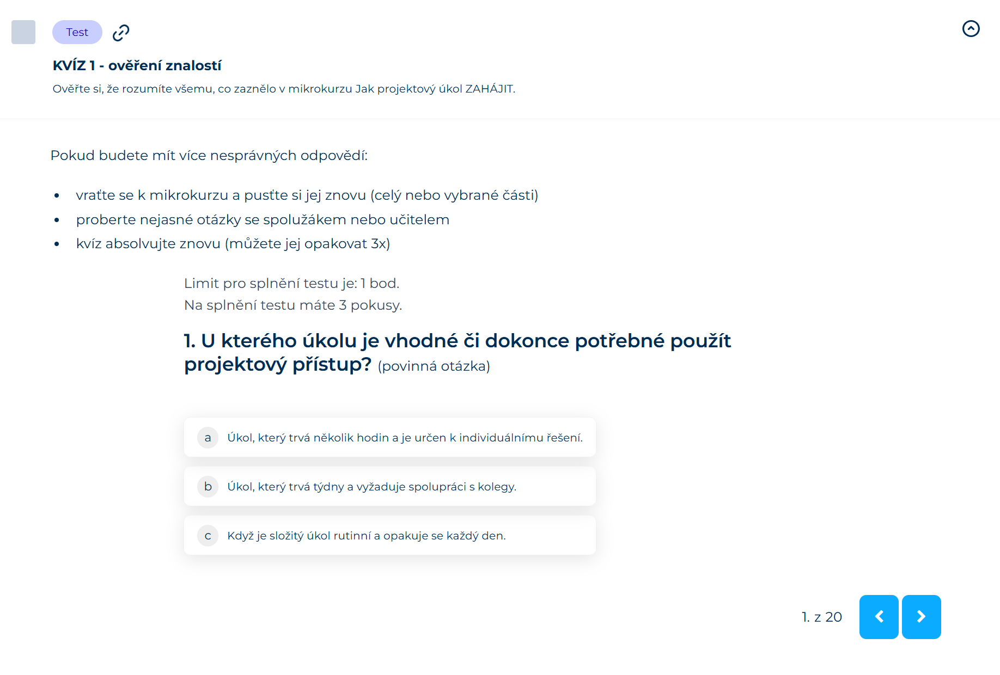 Test
KVÍZ 1 - ověření znalostí
Ověřte si, že rozumíte všemu, co zaznělo v mikrokurzu Jak projektový úkol ZAHÁJIT.
Pokud budete mít více nesprávných odpovědí:
• vraťte se k mikrokurzu a pusťte si jej znovu (celý nebo vybrané části)
• proberte nejasné otázky se spolužákem nebo učitelem
• kvíz absolvujte znovu (můžete jej opakovat 3x)
Limit pro splnění testu je: 1 bod.
Na splnění testu máte 3 pokusy.
1. U kterého úkolu je vhodné či dokonce potřebné použít
projektový přístup? (povinná otázka)
a Úkol, který trvá několik hodin a je určen k individuálnímu řešení.
b Úkol, který trvá týdny a vyžaduje spolupráci s kolegy.
c Když je složitý úkol rutinní a opakuje se každý den.
1. z 20